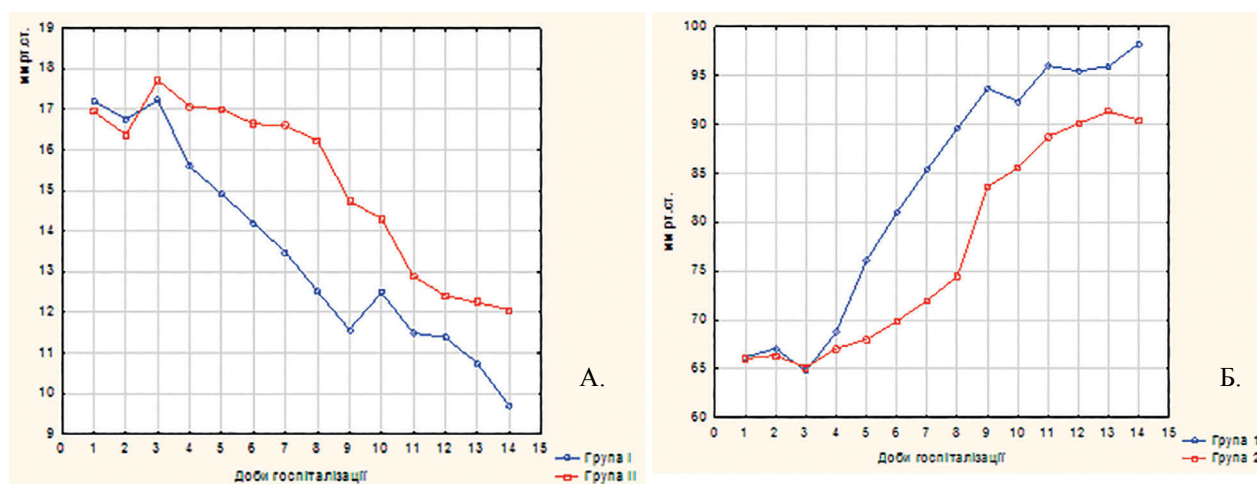 мм рт.ст.
19
18
17
16
15
14
13
12
11
10
9
0 1 2 3 4 5 6 7 8 9 10 11 12 13 14 15
Доби госпіталізації
Група I
Група II
А.
мм рт.ст.
100
95
90
85
80
75
70
65
60
0 1 2 3 4 5 6 7 8 9 10 11 12 13 14 15
Доби госпіталізації
Група 1
Група 2
Б.